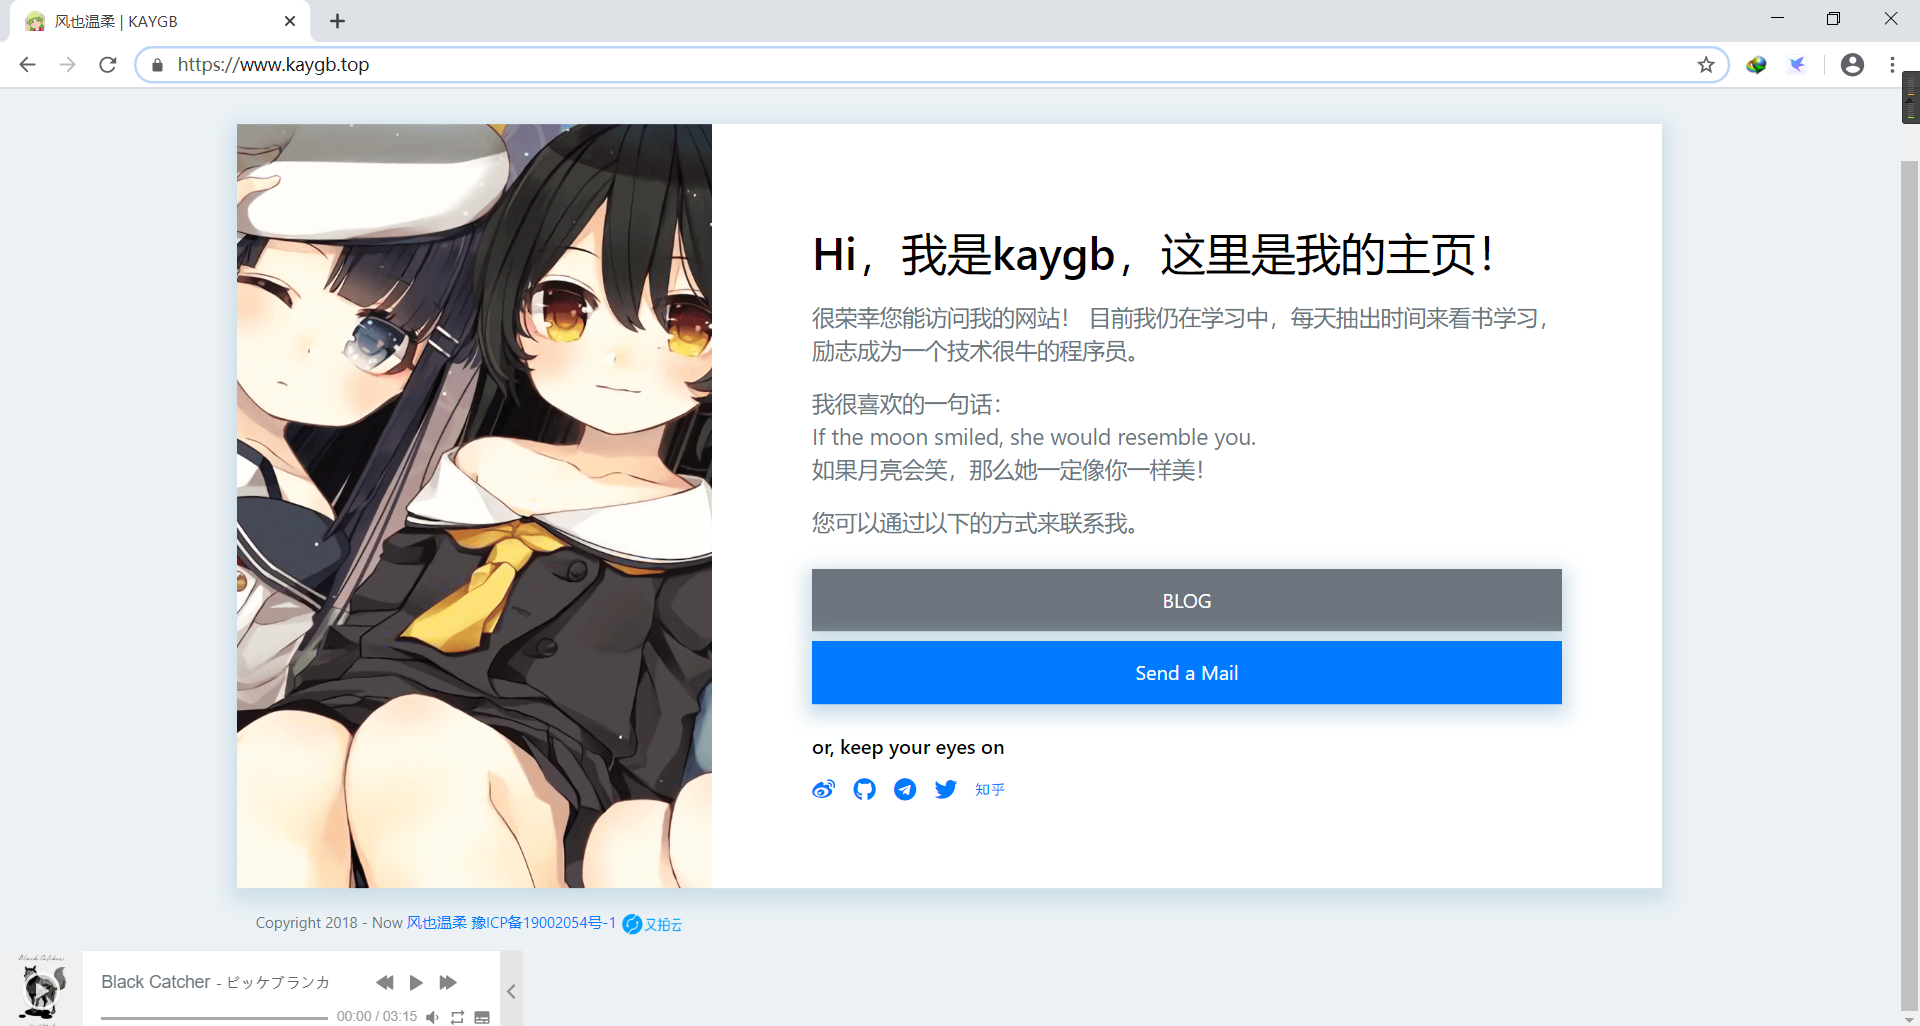 风也温柔 | KAYGB
https://www.kaygb.top
Hi，我是kaygb，这里是我的主页！
很荣幸您能访问我的网站！ 目前我仍在学习中，每天抽出时间来看书学习，
励志成为一个技术很牛的程序员。
我很喜欢的一句话：
If the moon smiled, she would resemble you.
如果月亮会笑，那么她一定像你一样美！
您可以通过以下的方式来联系我。
BLOG
Send a Mail
or, keep your eyes on
知乎
Copyright 2018 - Now 风也温柔 豫ICP备19002054号-1 又拍云
Black Catcher
Black Catcher - ビッケブランカ
00:00 / 03:15